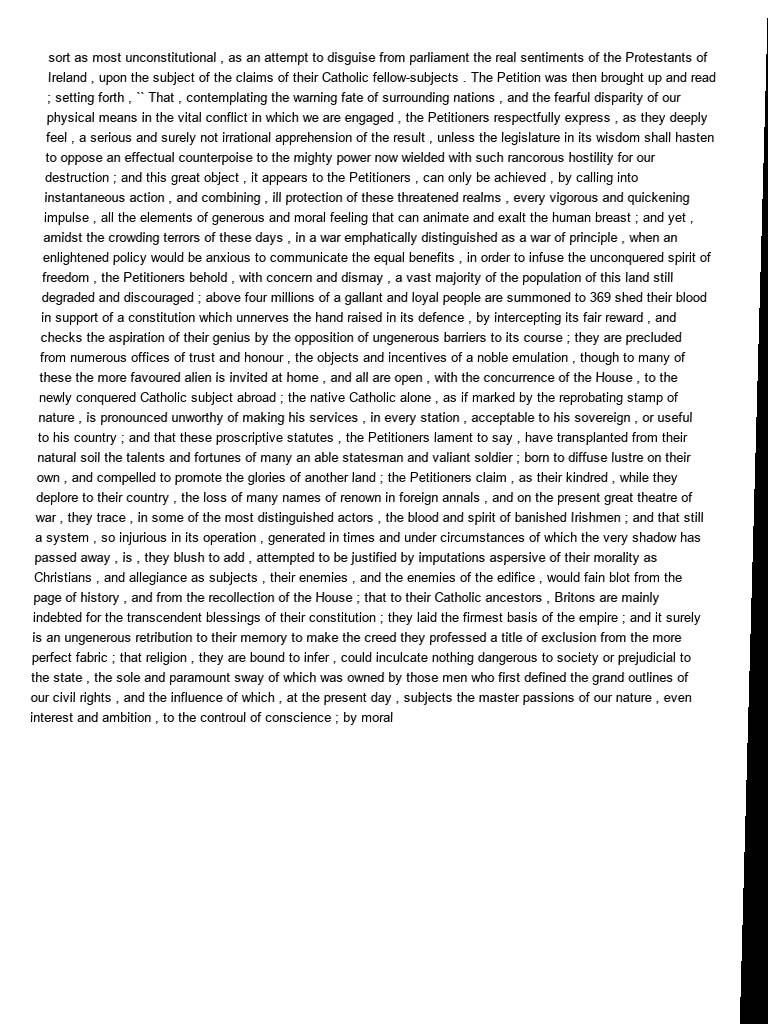 sort as most unconstitutional , as an attempt to disguise from parliament the real sentiments of the Protestants of
Ireland , upon the subject of the claims of their Catholic fellow-subjects . The Petition was then brought up and read
; setting forth , `` That , contemplating the warning fate of surrounding nations , and the fearful disparity of our
physical means in the vital conflict in which we are engaged , the Petitioners respectfully express , as they deeply
feel , a serious and surely not irrational apprehension of the result , unless the legislature in its wisdom shall hasten
to oppose an effectual counterpoise to the mighty power now wielded with such rancorous hostility for our
destruction ; and this great object , it appears to the Petitioners , can only be achieved , by calling into
instantaneous action , and combining , ill protection of these threatened realms , every vigorous and quickening
impulse , all the elements of generous and moral feeling that can animate and exalt the human breast ; and yet ,
amidst the crowding terrors of these days , in a war emphatically distinguished as a war of principle , when an
enlightened policy would be anxious to communicate the equal benefits , in order to infuse the unconquered spirit of
freedom , the Petitioners behold , with concern and dismay , a vast majority of the population of this land still
degraded and discouraged ; above four millions of a gallant and loyal people are summoned to 369 shed their blood
in support of a constitution which unnerves the hand raised in its defence , by intercepting its fair reward , and
checks the aspiration of their genius by the opposition of ungenerous barriers to its course ; they are precluded
from numerous offices of trust and honour , the objects and incentives of a noble emulation , though to many of
these the more favoured alien is invited at home , and all are open , with the concurrence of the House , to the
newly conquered Catholic subject abroad ; the native Catholic alone , as if marked by the reprobating stamp of
nature , is pronounced unworthy of making his services , in every station , acceptable to his sovereign , or useful
to his country ; and that these proscriptive statutes , the Petitioners lament to say , have transplanted from their
natural soil the talents and fortunes of many an able statesman and valiant soldier ; born to diffuse lustre on their
own , and compelled to promote the glories of another land ; the Petitioners claim , as their kindred , while they
deplore to their country , the loss of many names of renown in foreign annals , and on the present great theatre of
war , they trace , in some of the most distinguished actors , the blood and spirit of banished Irishmen ; and that still
a system , so injurious in its operation , generated in times and under circumstances of which the very shadow has
passed away , is , they blush to add , attempted to be justified by imputations aspersive of their morality as
Christians , and allegiance as subjects , their enemies , and the enemies of the edifice , would fain blot from the
page of history , and from the recollection of the House ; that to their Catholic ancestors , Britons are mainly
indebted for the transcendent blessings of their constitution ; they laid the firmest basis of the empire ; and it surely
is an ungenerous retribution to their memory to make the creed they professed a title of exclusion from the more
perfect fabric ; that religion , they are bound to infer , could inculcate nothing dangerous to society or prejudicial to
the state , the sole and paramount sway of which was owned by those men who first defined the grand outlines of
our civil rights , and the influence of which , at the present day , subjects the master passions of our nature , even
interest and ambition , to the controul of conscience ; by moral